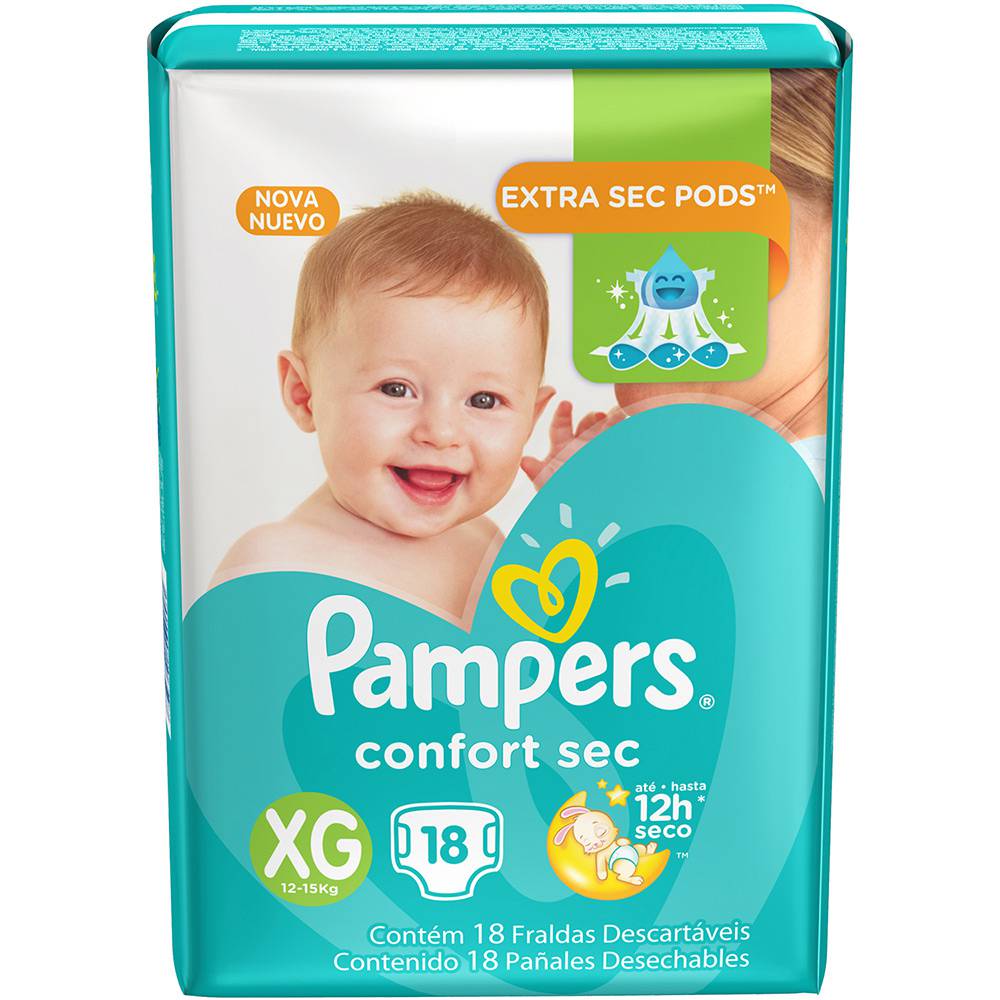 NOVA
NUEVO
EXTRA SEC PODS™
Pampers®
confort sec
até • hasta
12h*
seco
™
XG
12-15Kg
18
Contém 18 Fraldas Descartáveis
Contenido 18 Pañales Desechables